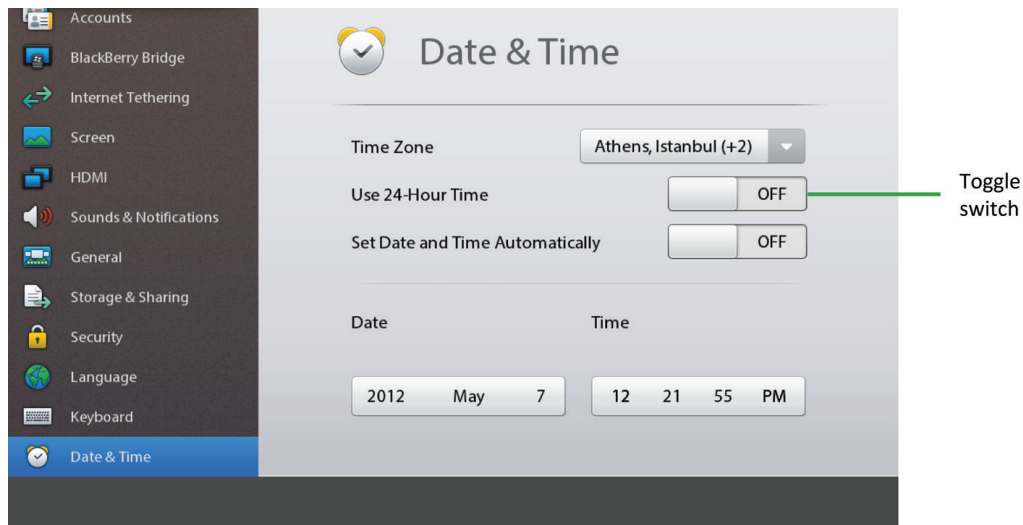 Accounts
BlackBerry Bridge
Internet Tethering
Screen
HDMI
Sounds & Notifications
General
Storage & Sharing
Security
Language
Keyboard
Date & Time
Date & Time
Time Zone
Athens, Istanbul (+2)
Use 24-Hour Time
OFF
Set Date and Time Automatically
OFF
Date
Time
2012 May 7
12 21 55 PM
Toggle
switch